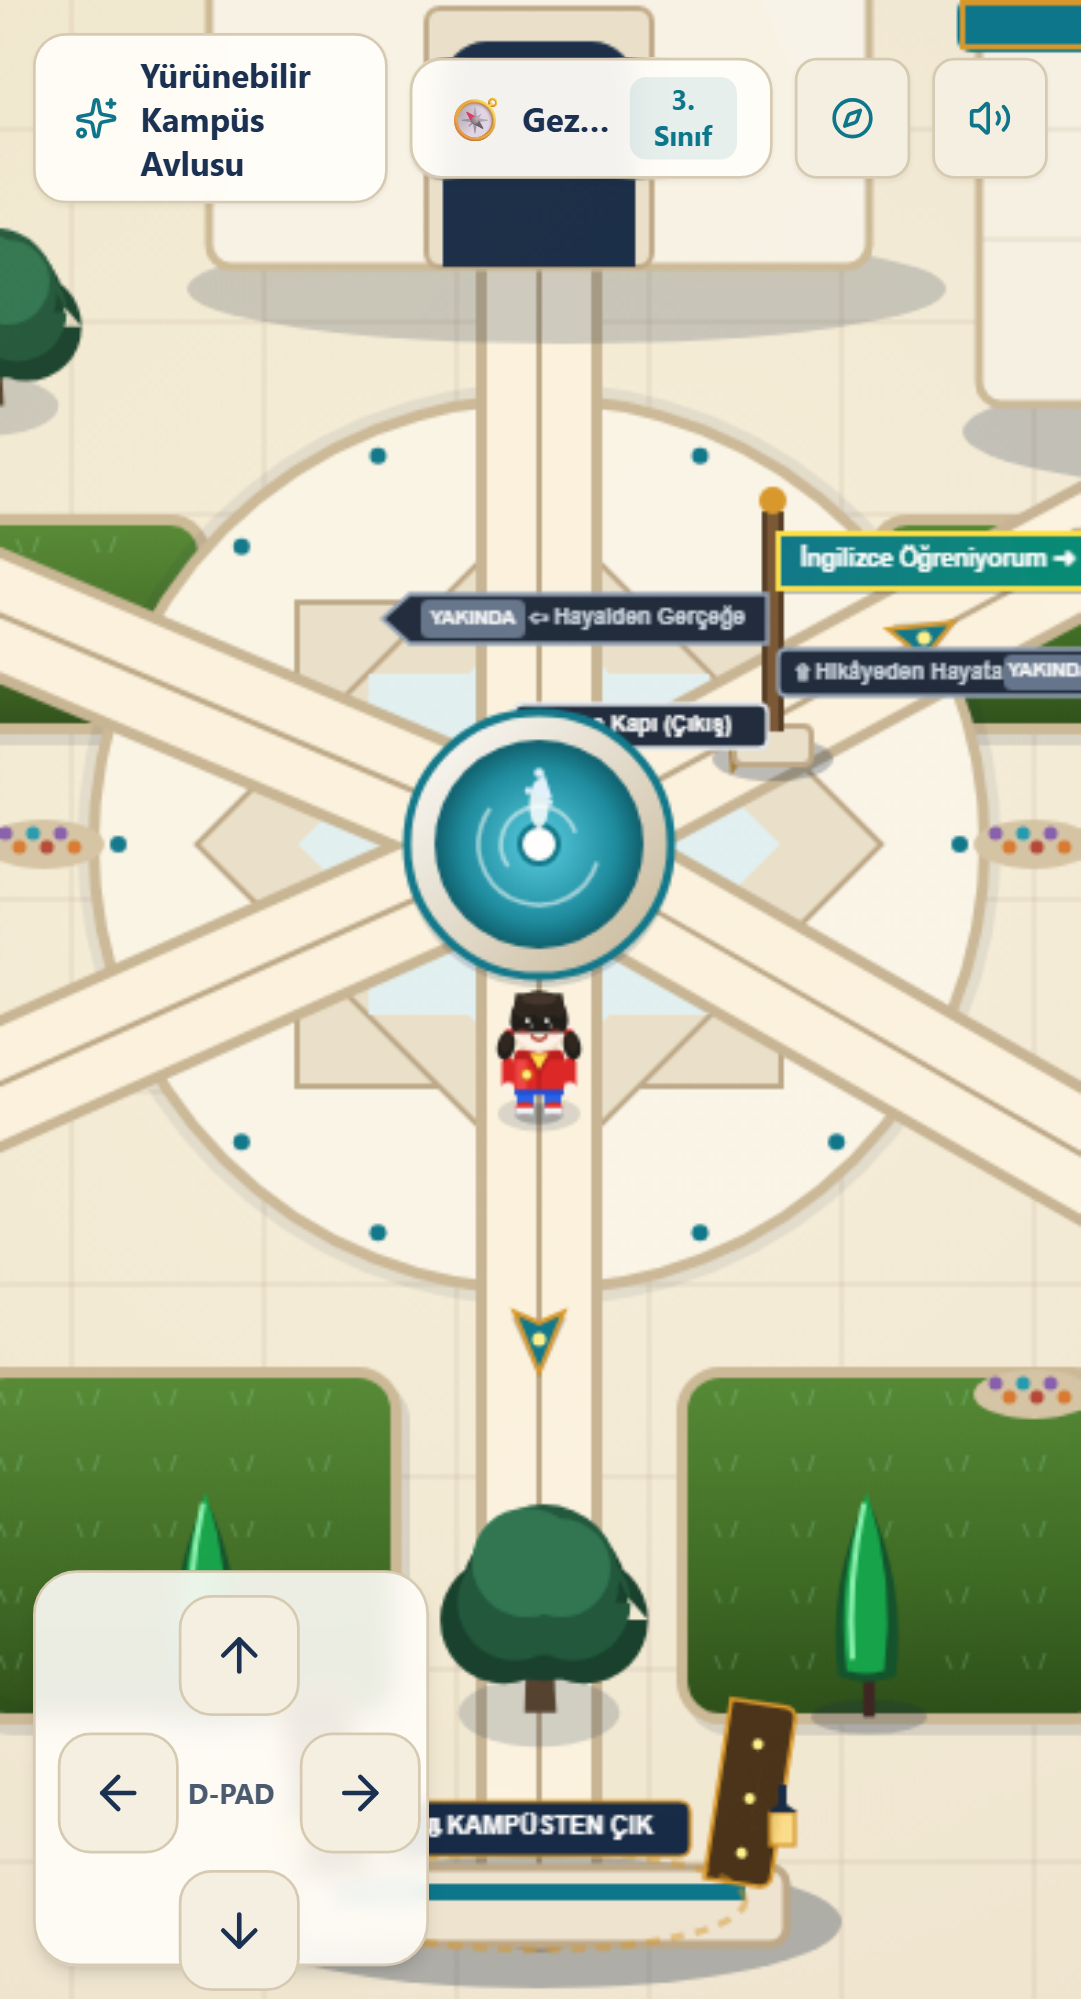 Yürünebilir
Kampüs
Avlusu
Gez...
3.
Sınıf
İngilizce Öğreniyorum →
YAKINDA ⇦ Hayalden Gerçeğe
⇧ Hikâyeden Hayata YAKIND
Kapı (Çıkış)
D-PAD
KAMPÜSTEN ÇIK